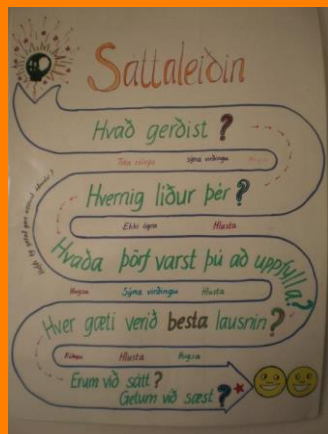 Sáttaleiðin
Hvað gerðist?
Sýna virðingu
Hvernig líður þér?
Ekki ögra Hlusta
Hvaða þörf varst þú að uppfylla?
Hugsa Sýna virðingu Hlusta
Hver gæti verið besta lausnin?
Hlusta Hugsa
Erum við sátt?
Getum við sæst?